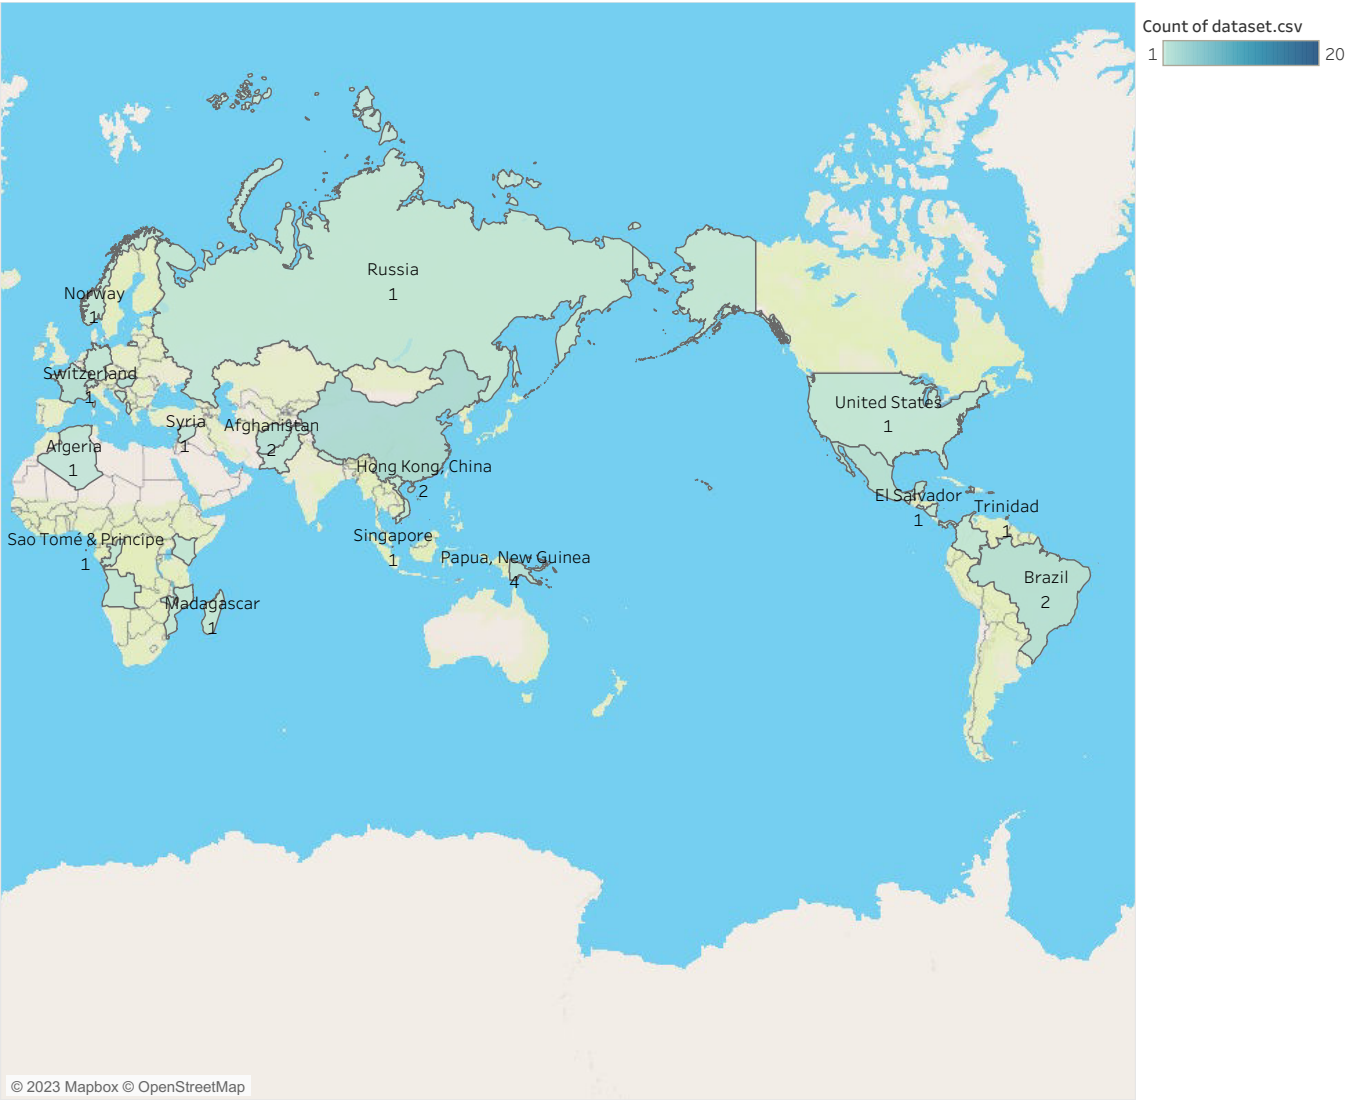 Count of dataset.csv
1 20
Russia
1
Norway
1
Switzerland
1
Syria
1
Afghanistan
2
Algeria
1
Hong Kong, China
2
United States
1
El Salvador
1
Trinidad
1
Sao Tomé & Principe
1
Singapore
1
Papua, New Guinea
4
Brazil
2
Madagascar
1
© 2023 Mapbox © OpenStreetMap